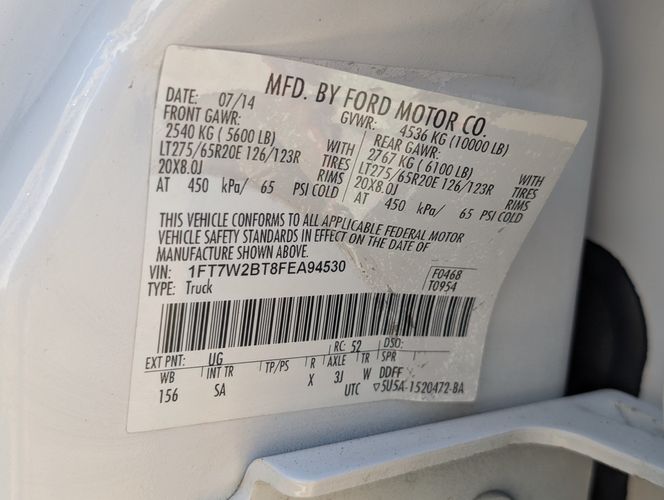 MFD. BY FORD MOTOR CO.
DATE: 07/14 GVWR: 4536 KG (10000 LB)
FRONT GAWR: REAR GAWR:
2540 KG (5600 LB) WITH 2767 KG (6100 LB) WITH
LT275/65R20E 126/123R TIRES LT275/65R20E 126/123R TIRES
20X8.0J RIMS 20X8.0J RIMS
AT 450 kPa/ 65 PSI COLD AT 450 kPa/ 65 PSI COLD
THIS VEHICLE CONFORMS TO ALL APPLICABLE FEDERAL MOTOR
VEHICLE SAFETY STANDARDS IN EFFECT ON THE DATE OF
MANUFACTURE SHOWN ABOVE.
VIN: 1FT7W2BT8FEA94530 F0468
TYPE: Truck T0954
EXT PNT: UG RC: 52 DSO:
WB INT TR TP/PS R AXLE TR SPR
156 SA X 3J W DDFF
UTC ▽5U5A-1520472-BA